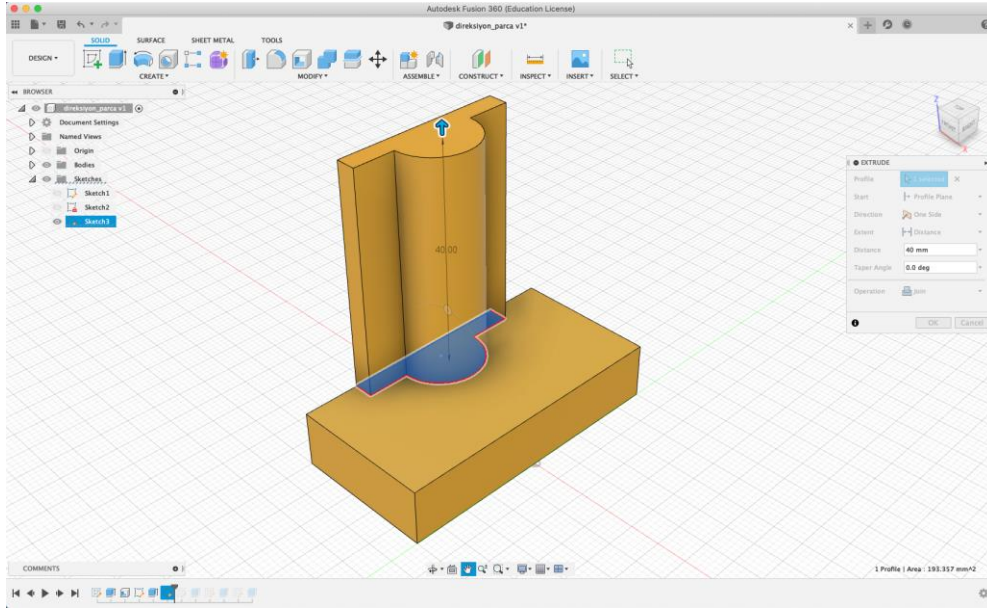 Autodesk Fusion 360 (Education License)
direksiyon_parca v1*
SOLID SURFACE SHEET METAL TOOLS
DESIGN
CREATE MODIFY ASSEMBLE CONSTRUCT INSPECT INSERT SELECT
BROWSER
direksiyon_parca v1
Document Settings
Named Views
Origin
Bodies
Sketches
Sketch1
Sketch2
Sketch3
40.00
Z
X
EXTRUDE
Profile 1 selected
Start Profile Plane
Direction One Side
Extent Distance
Distance 40 mm
Taper Angle 0.0 deg
Operation Join
OK Cancel
COMMENTS
1 Profile | Area : 193.357 mm^2